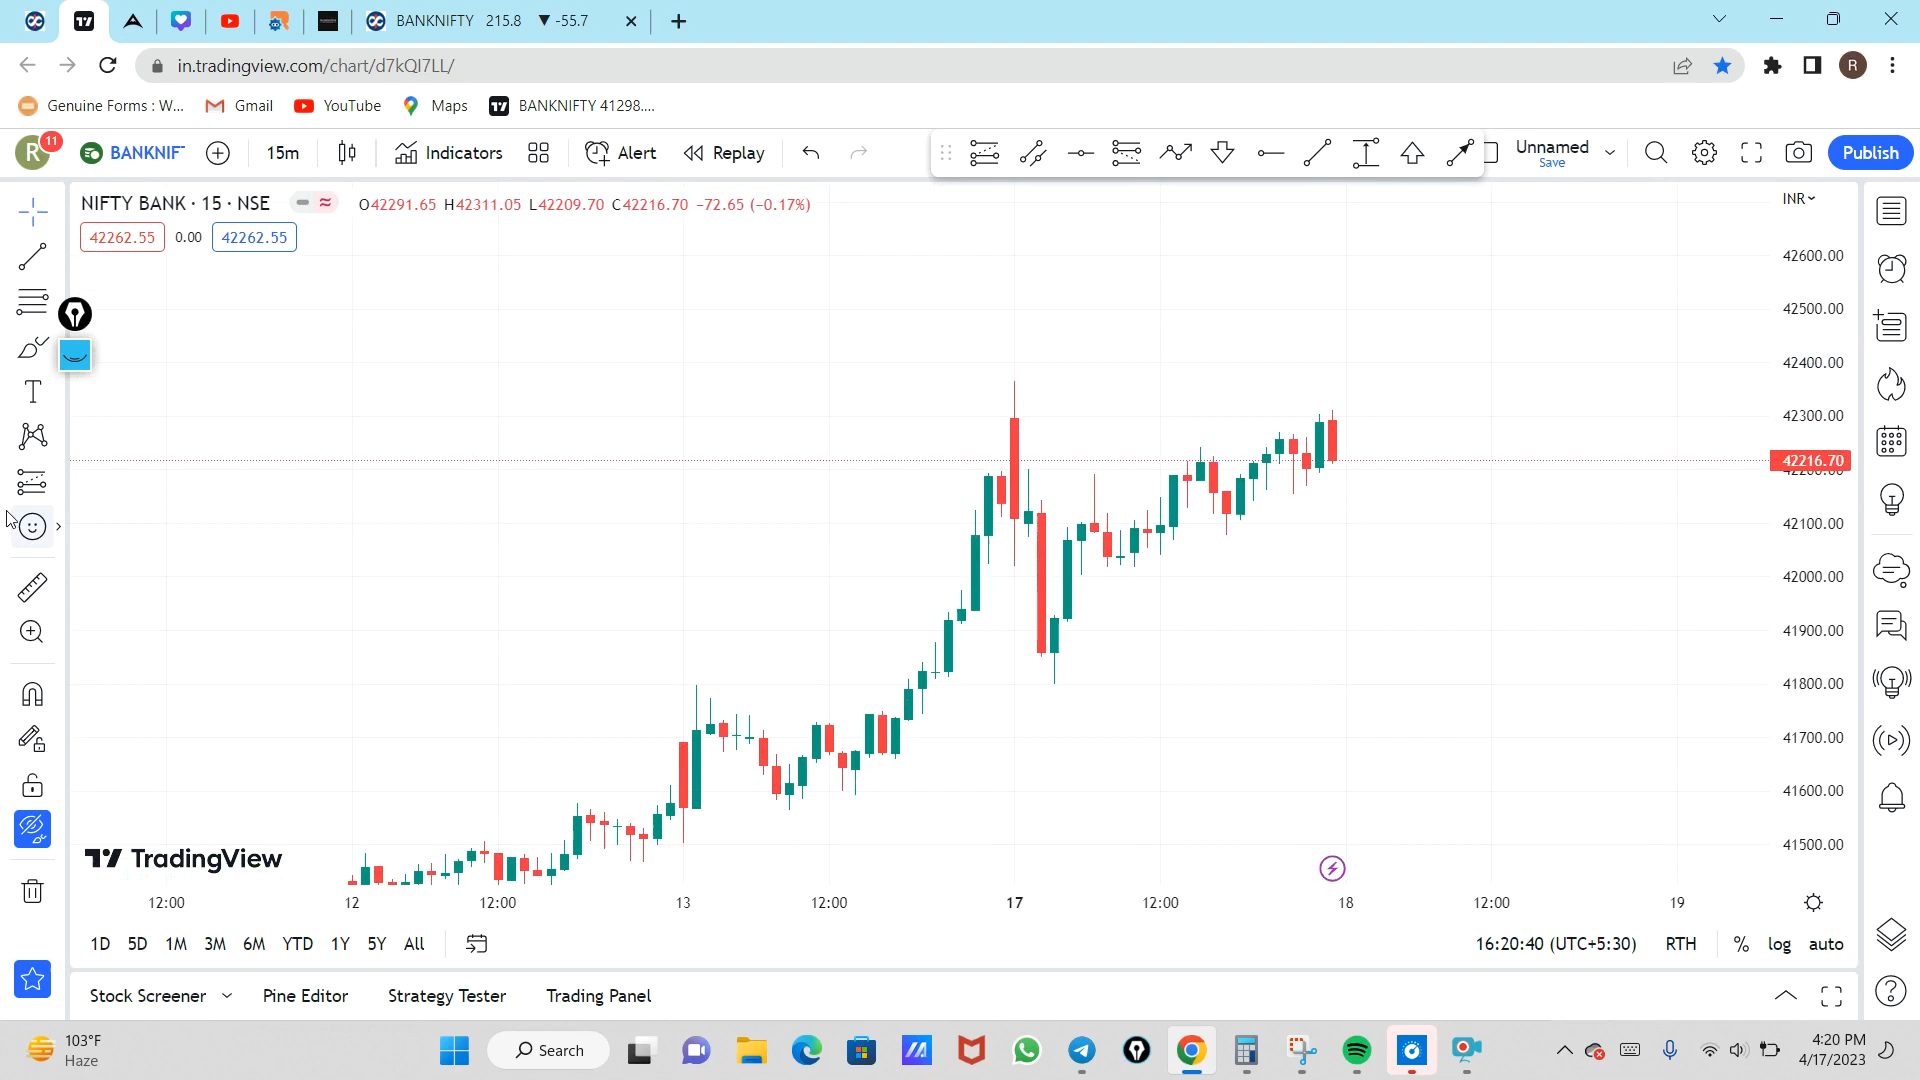 BANKNIFTY 215.8 ▼ -55.7
in.tradingview.com/chart/d7kQI7LL/
R
Genuine Forms : W...
Gmail
YouTube
Maps
BANKNIFTY 41298....
R 11
BANKNIF
15m
Indicators
Alert
Replay
Unnamed
Save
Publish
NIFTY BANK · 15 · NSE
O42291.65 H42311.05 L42209.70 C42216.70 −72.65 (−0.17%)
INR
42262.55 0.00 42262.55
42600.00
42500.00
42400.00
42300.00
42216.70
42100.00
42000.00
41900.00
41800.00
41700.00
41600.00
41500.00
TradingView
12:00 12 12:00 13 12:00 17 12:00 18 12:00 19
1D 5D 1M 3M 6M YTD 1Y 5Y All
16:20:40 (UTC+5:30) RTH % log auto
Stock Screener Pine Editor Strategy Tester Trading Panel
103°F
Haze
Search
4:20 PM
4/17/2023